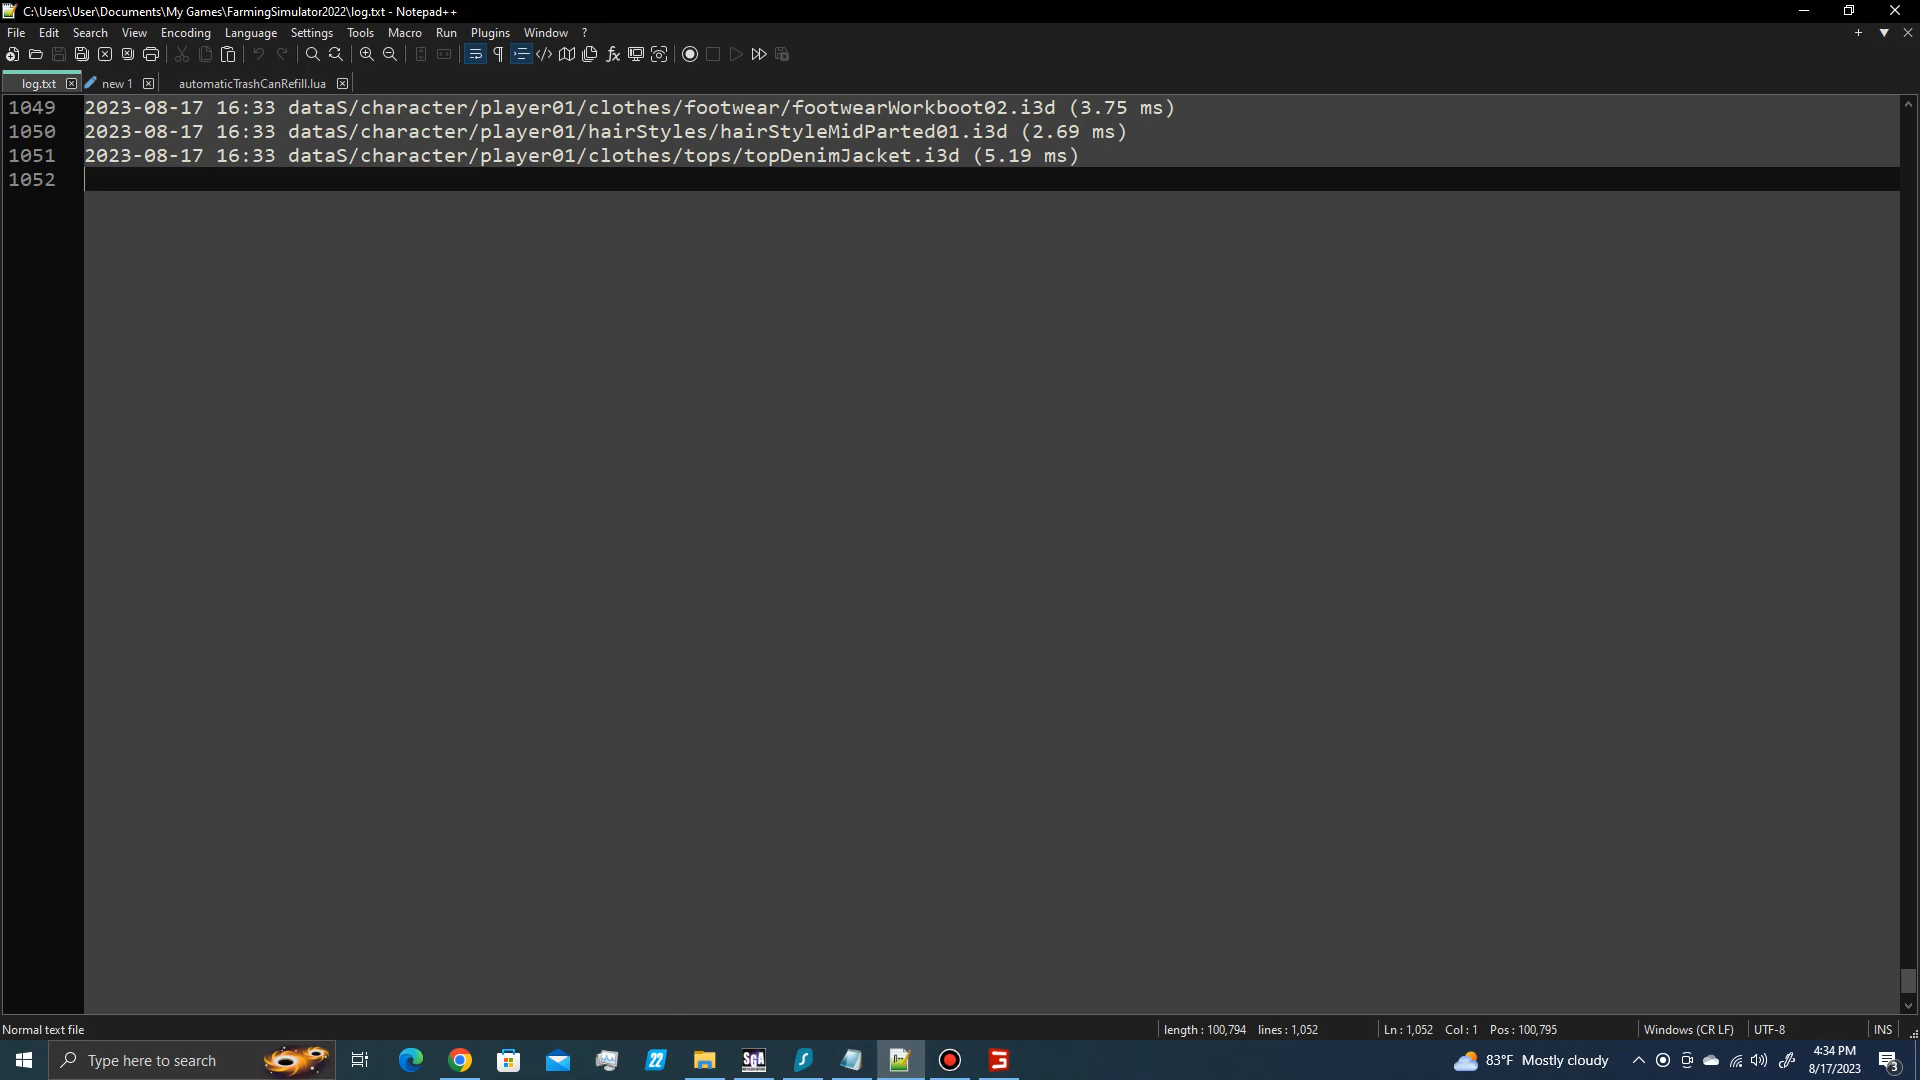 C:\Users\User\Documents\My Games\FarmingSimulator2022\log.txt - Notepad++
File Edit Search View Encoding Language Settings Tools Macro Run Plugins Window ?
log.txt new 1 automaticTrashCanRefill.lua
1049 2023-08-17 16:33 dataS/character/player01/clothes/footwear/footwearWorkboot02.i3d (3.75 ms)
1050 2023-08-17 16:33 dataS/character/player01/hairStyles/hairStyleMidParted01.i3d (2.69 ms)
1051 2023-08-17 16:33 dataS/character/player01/clothes/tops/topDenimJacket.i3d (5.19 ms)
1052
Normal text file length : 100,794 lines : 1,052 Ln : 1,052 Col : 1 Pos : 100,795 Windows (CR LF) UTF-8 INS
Type here to search 22 SGA 83°F Mostly cloudy 4:34 PM
8/17/2023 3